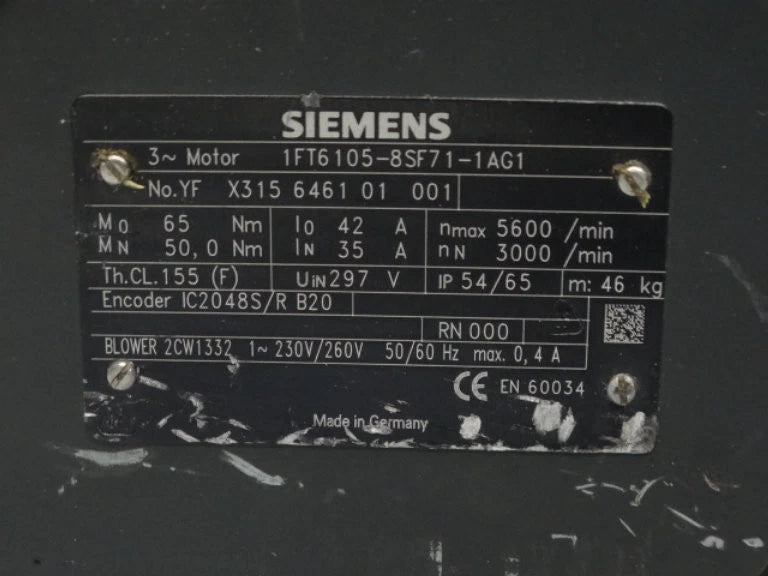 SIEMENS
3~ Motor 1FT6105-8SF71-1AG1
No.YF X315 6461 01 001
M0 65 Nm I0 42 A nmax 5600 /min
MN 50,0 Nm IN 35 A nN 3000 /min
Th.CL.155 (F) UIN 297 V IP 54/65 m: 46 kg
Encoder IC2048S/R B20
RN 000
BLOWER 2CW1332 1~ 230V/260V 50/60 Hz max. 0,4 A
CE EN 60034
Made in Germany